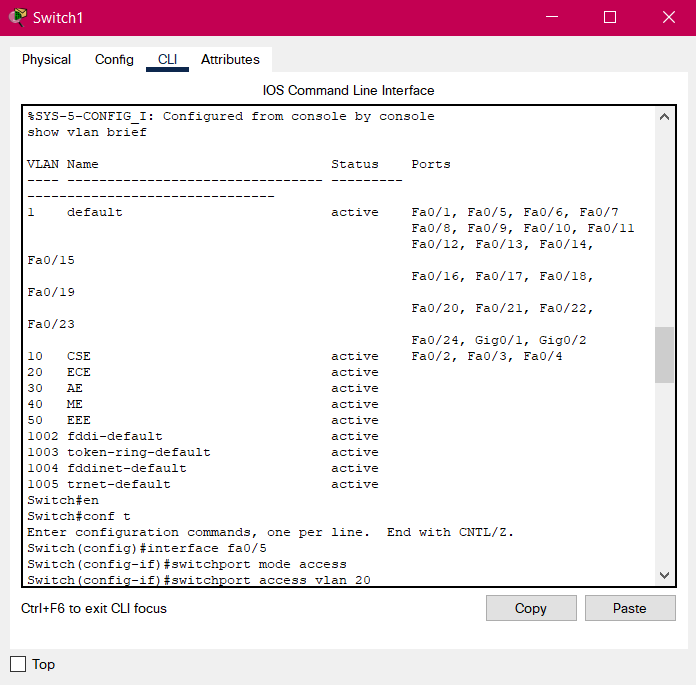 Switch1
Physical Config CLI Attributes
IOS Command Line Interface
%SYS-5-CONFIG_I: Configured from console by console
show vlan brief
VLAN Name                             Status    Ports
---- -------------------------------- ---------
-------------------------------
1    default                          active    Fa0/1, Fa0/5, Fa0/6, Fa0/7
                                                Fa0/8, Fa0/9, Fa0/10, Fa0/11
                                                Fa0/12, Fa0/13, Fa0/14,
Fa0/15
                                                Fa0/16, Fa0/17, Fa0/18,
Fa0/19
                                                Fa0/20, Fa0/21, Fa0/22,
Fa0/23
                                                Fa0/24, Gig0/1, Gig0/2
10   CSE                              active    Fa0/2, Fa0/3, Fa0/4
20   ECE                              active
30   AE                               active
40   ME                               active
50   EEE                              active
1002 fddi-default                     active
1003 token-ring-default               active
1004 fddinet-default                  active
1005 trnet-default                    active
Switch#en
Switch#conf t
Enter configuration commands, one per line.  End with CNTL/Z.
Switch(config)#interface fa0/5
Switch(config-if)#switchport mode access
Switch(config-if)#switchport access vlan 20
Ctrl+F6 to exit CLI focus
Copy
Paste
Top